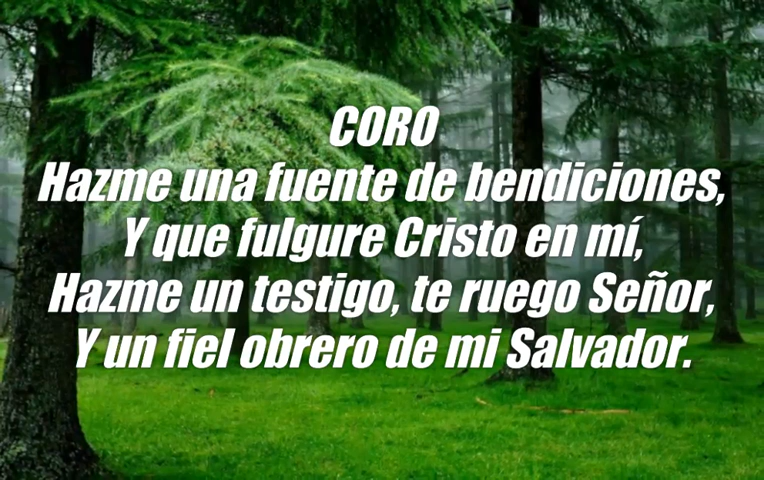 CORO
Hazme una fuente de bendiciones,
Y que fulgure Cristo en mí,
Hazme un testigo, te ruego Señor,
Y un fiel obrero de mi Salvador.